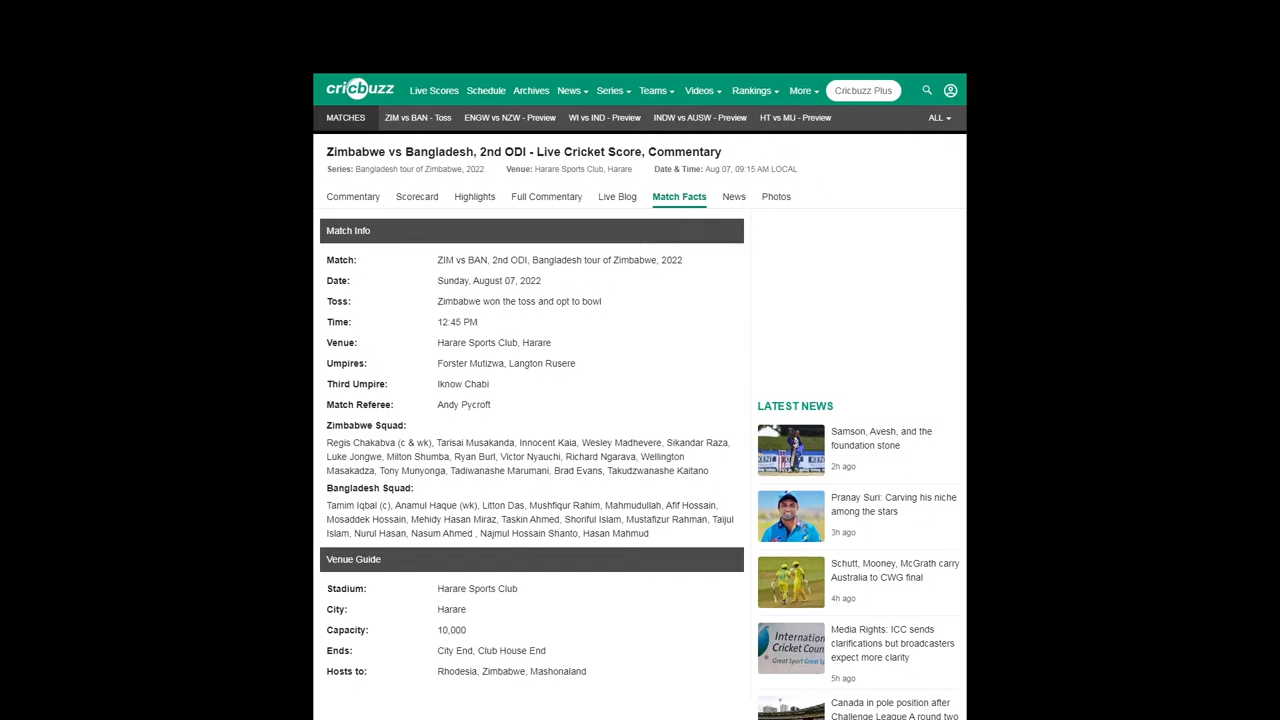 cricbuzz Live Scores Schedule Archives News Series Teams Videos Rankings More Cricbuzz Plus
MATCHES ZIM vs BAN - Toss ENGW vs NZW - Preview WI vs IND - Preview INDW vs AUSW - Preview HT vs MU - Preview ALL
Zimbabwe vs Bangladesh, 2nd ODI - Live Cricket Score, Commentary
Series: Bangladesh tour of Zimbabwe, 2022 Venue: Harare Sports Club, Harare Date & Time: Aug 07, 09:15 AM LOCAL
Commentary Scorecard Highlights Full Commentary Live Blog Match Facts News Photos
Match Info
Match: ZIM vs BAN, 2nd ODI, Bangladesh tour of Zimbabwe, 2022
Date: Sunday, August 07, 2022
Toss: Zimbabwe won the toss and opt to bowl
Time: 12:45 PM
Venue: Harare Sports Club, Harare
Umpires: Forster Mutizwa, Langton Rusere
Third Umpire: Iknow Chabi
Match Referee: Andy Pycroft
Zimbabwe Squad:
Regis Chakabva (c & wk), Tarisai Musakanda, Innocent Kaia, Wesley Madhevere, Sikandar Raza,
Luke Jongwe, Milton Shumba, Ryan Burl, Victor Nyauchi, Richard Ngarava, Wellington
Masakadza, Tony Munyonga, Tadiwanashe Marumani, Brad Evans, Takudzwanashe Kaitano
Bangladesh Squad:
Tamim Iqbal (c), Anamul Haque (wk), Litton Das, Mushfiqur Rahim, Mahmudullah, Afif Hossain,
Mosaddek Hossain, Mehidy Hasan Miraz, Taskin Ahmed, Shoriful Islam, Mustafizur Rahman, Taijul
Islam, Nurul Hasan, Nasum Ahmed , Najmul Hossain Shanto, Hasan Mahmud
Venue Guide
Stadium: Harare Sports Club
City: Harare
Capacity: 10,000
Ends: City End, Club House End
Hosts to: Rhodesia, Zimbabwe, Mashonaland
LATEST NEWS
Samson, Avesh, and the
foundation stone
2h ago
Pranay Suri: Carving his niche
among the stars
3h ago
Schutt, Mooney, McGrath carry
Australia to CWG final
4h ago
Internation
Cricket Coun
Great Sport Great S
Media Rights: ICC sends
clarifications but broadcasters
expect more clarity
5h ago
Canada in pole position after
Challenge League A round two